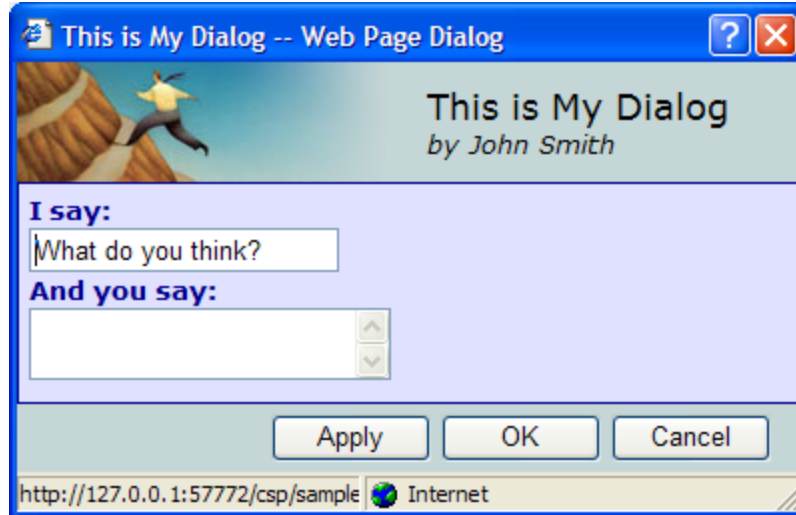 This is My Dialog -- Web Page Dialog
?
This is My Dialog
by John Smith
I say:
What do you think?
And you say:
Apply OK Cancel
http://127.0.0.1:57772/csp/sample Internet